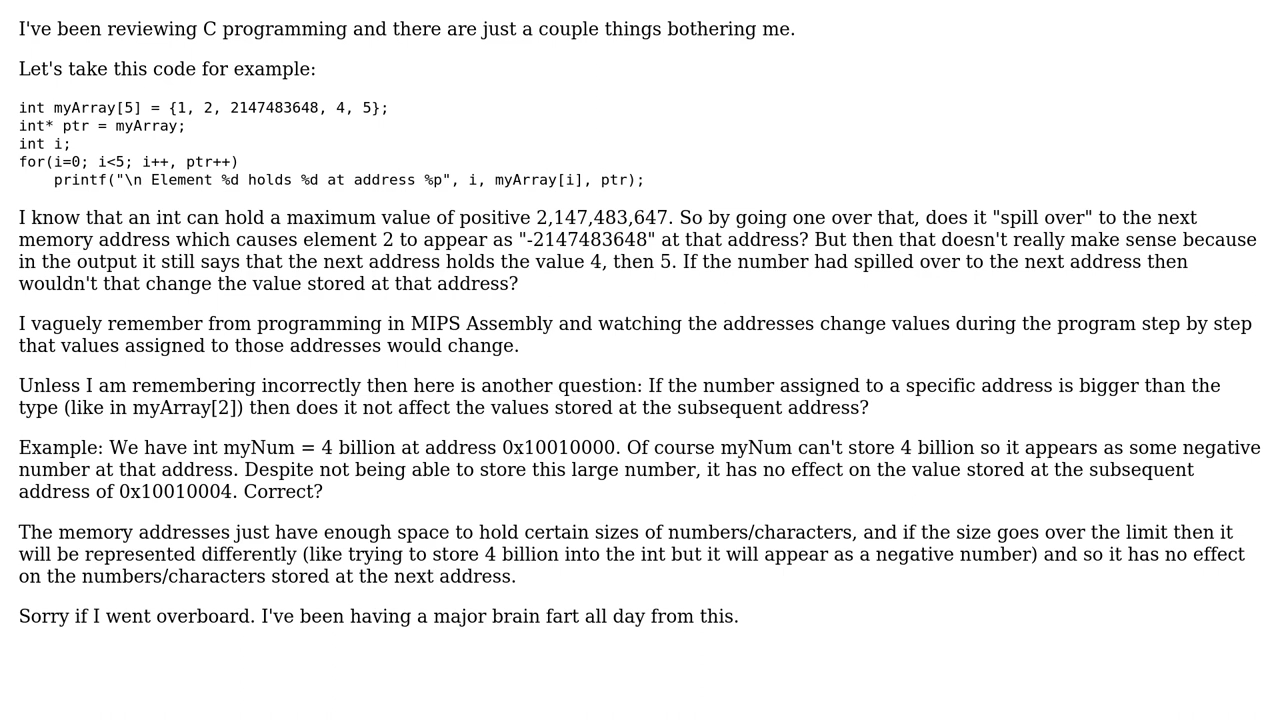 I've been reviewing C programming and there are just a couple things bothering me.
Let's take this code for example:
int myArray[5] = {1, 2, 2147483648, 4, 5};
int* ptr = myArray;
int i;
for(i=0; i<5; i++, ptr++)
    printf("\n Element %d holds %d at address %p", i, myArray[i], ptr);
I know that an int can hold a maximum value of positive 2,147,483,647. So by going one over that, does it "spill over" to the next
memory address which causes element 2 to appear as "-2147483648" at that address? But then that doesn't really make sense because
in the output it still says that the next address holds the value 4, then 5. If the number had spilled over to the next address then
wouldn't that change the value stored at that address?
I vaguely remember from programming in MIPS Assembly and watching the addresses change values during the program step by step
that values assigned to those addresses would change.
Unless I am remembering incorrectly then here is another question: If the number assigned to a specific address is bigger than the
type (like in myArray[2]) then does it not affect the values stored at the subsequent address?
Example: We have int myNum = 4 billion at address 0x10010000. Of course myNum can't store 4 billion so it appears as some negative
number at that address. Despite not being able to store this large number, it has no effect on the value stored at the subsequent
address of 0x10010004. Correct?
The memory addresses just have enough space to hold certain sizes of numbers/characters, and if the size goes over the limit then it
will be represented differently (like trying to store 4 billion into the int but it will appear as a negative number) and so it has no effect
on the numbers/characters stored at the next address.
Sorry if I went overboard. I've been having a major brain fart all day from this.